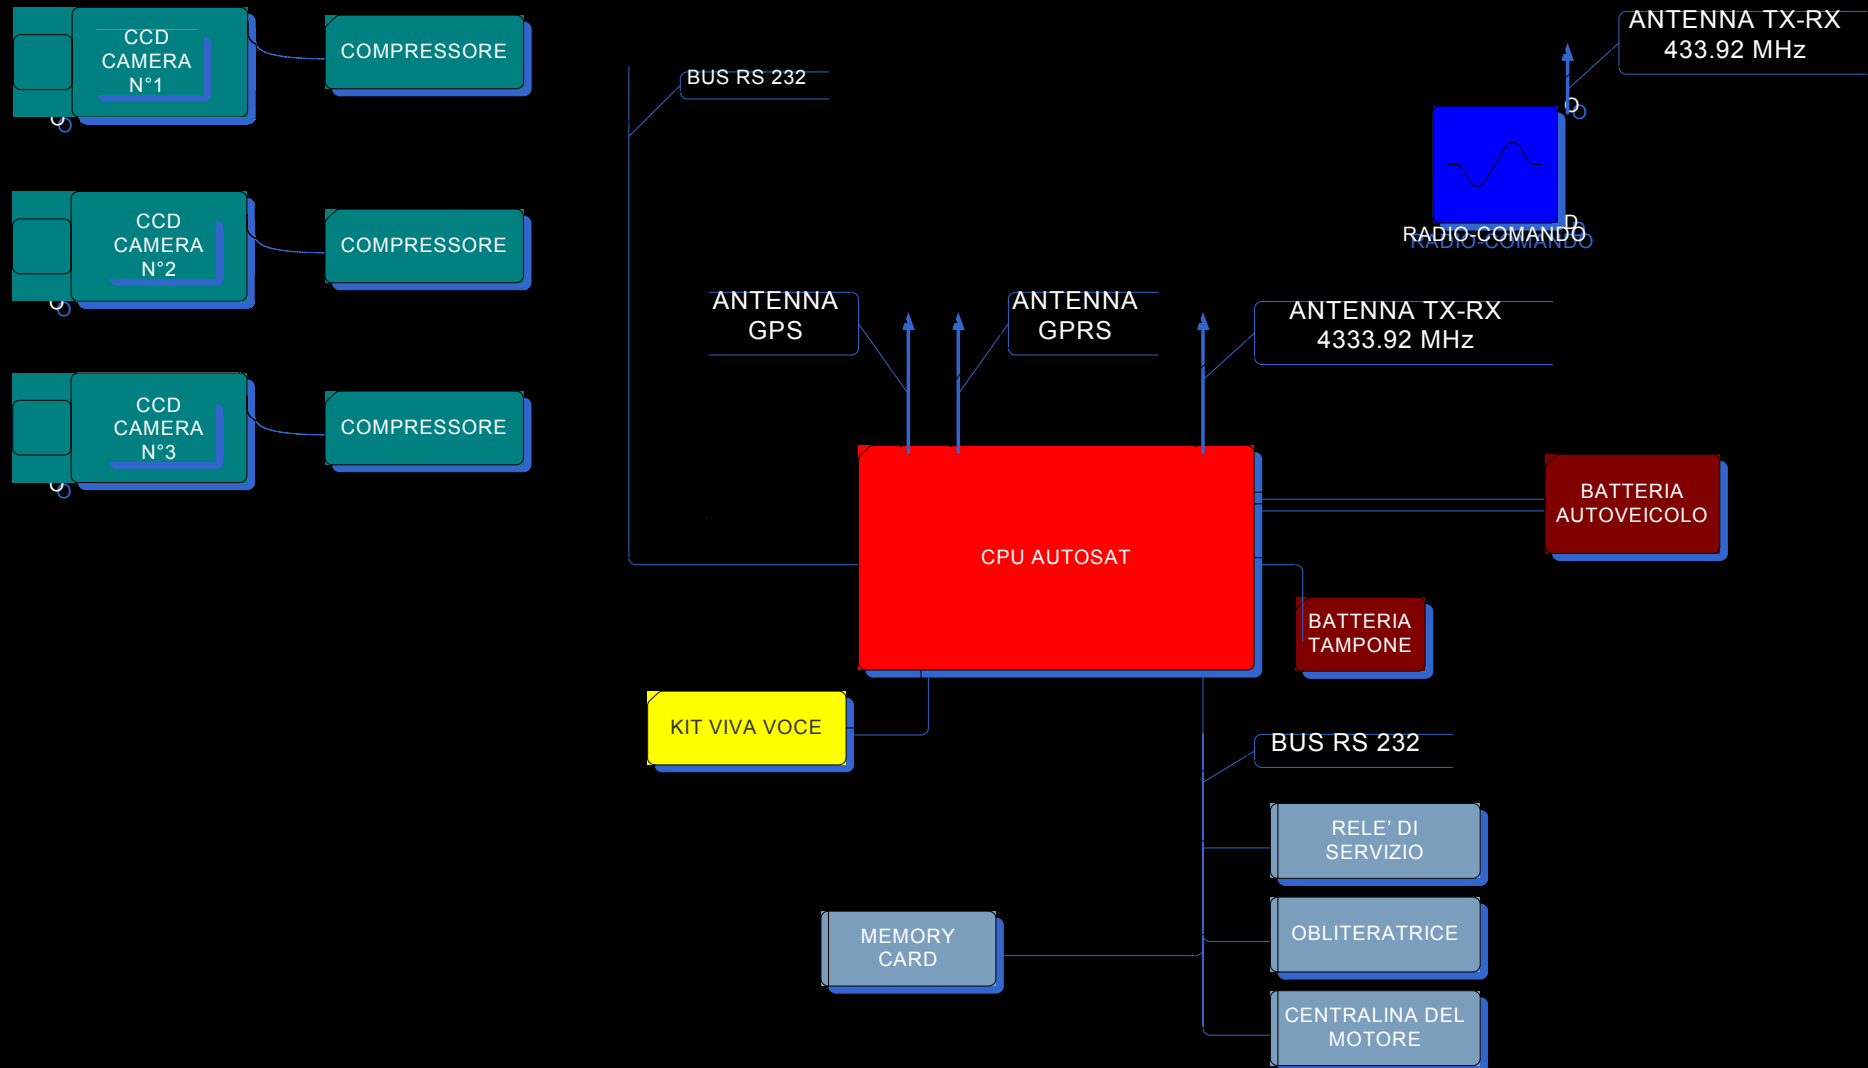 CCD
CAMERA
N°1
COMPRESSORE
BUS RS 232
ANTENNA TX-RX
433.92 MHz
O
O
D
RADIO-COMANDO
CCD
CAMERA
N°2
COMPRESSORE
O
ANTENNA
GPS
ANTENNA
GPRS
ANTENNA TX-RX
4333.92 MHz
CCD
CAMERA
N°3
COMPRESSORE
O
CPU AUTOSAT
BATTERIA
AUTOVEICOLO
BATTERIA
TAMPONE
KIT VIVA VOCE
BUS RS 232
RELE’ DI
SERVIZIO
MEMORY
CARD
OBLITERATRICE
CENTRALINA DEL
MOTORE